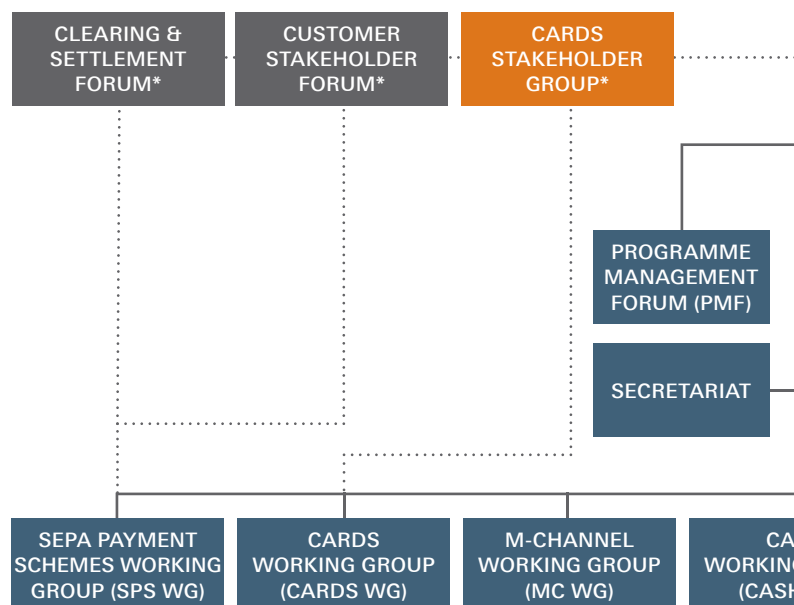 CLEARING &
SETTLEMENT
FORUM*
CUSTOMER
STAKEHOLDER
FORUM*
CARDS
STAKEHOLDER
GROUP*
PROGRAMME
MANAGEMENT
FORUM (PMF)
SECRETARIAT
SEPA PAYMENT
SCHEMES WORKING
GROUP (SPS WG)
CARDS
WORKING GROUP
(CARDS WG)
M-CHANNEL
WORKING GROUP
(MC WG)
WORKING